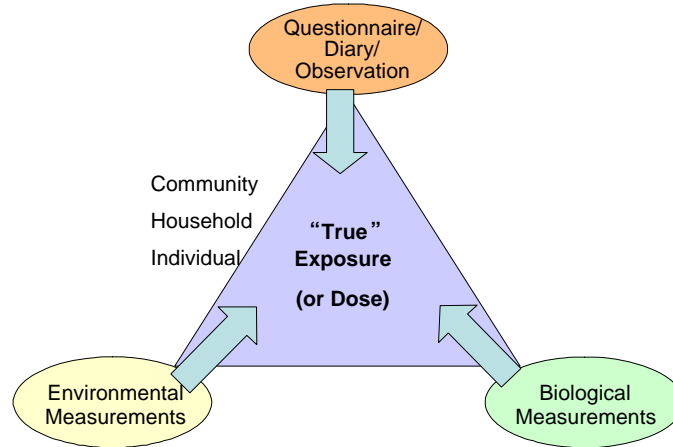 Questionnaire/
Diary/
Observation
Community
Household
Individual
“True”
Exposure
(or Dose)
Environmental
Measurements
Biological
Measurements